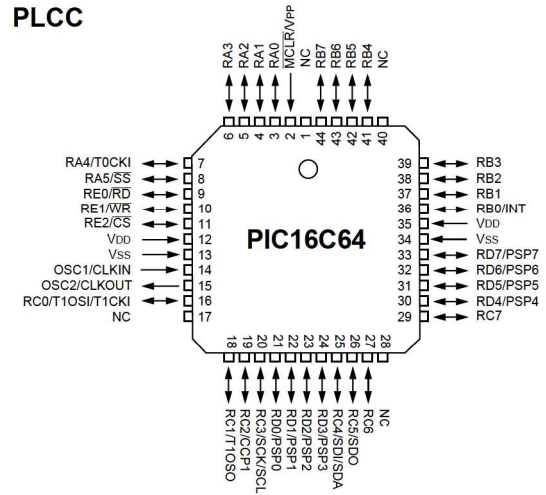 PLCC
RA3
RA2
RA1
RA0
MCLR/VPP
NC
RB7
RB6
RB5
RB4
NC
6 5 4 3 2 1 44 43 42 41 40
RA4/T0CKI 7
RA5/SS 8
RE0/RD 9
RE1/WR 10
RE2/CS 11
VDD 12
VSS 13
OSC1/CLKIN 14
OSC2/CLKOUT 15
RC0/T1OSI/T1CKI 16
NC 17
PIC16C64
39 RB3
38 RB2
37 RB1
36 RB0/INT
35 VDD
34 VSS
33 RD7/PSP7
32 RD6/PSP6
31 RD5/PSP5
30 RD4/PSP4
29 RC7
18 19 20 21 22 23 24 25 26 27 28
RC1/T1OSO
RC2/CCP1
RC3/SCK/SCL
RD0/PSP0
RD1/PSP1
RD2/PSP2
RD3/PSP3
RC4/SDI/SDA
RC5/SDO
RC6
NC